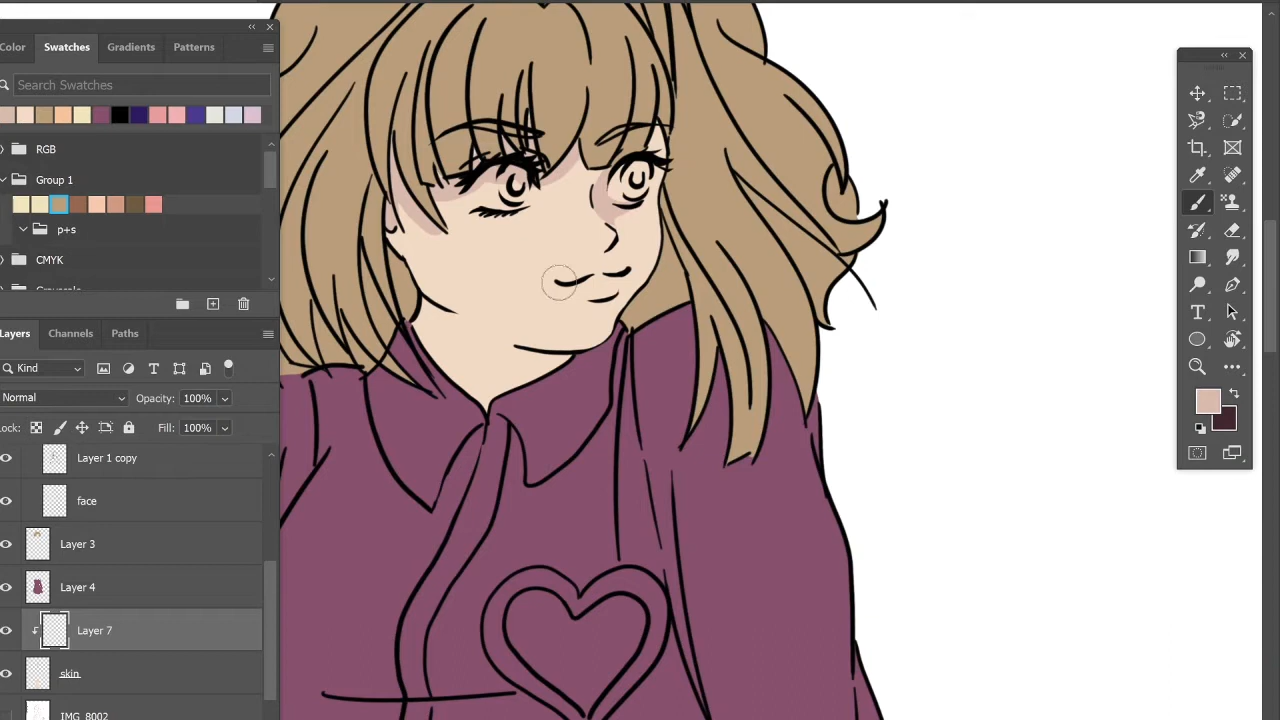 Color Swatches Gradients Patterns
Search Swatches
RGB
Group 1
p+s
CMYK
Grayscale
Layers Channels Paths
Kind
Normal Opacity: 100%
Lock: Fill: 100%
Layer 1 copy
face
Layer 3
Layer 4
Layer 7
skin
IMG_8002